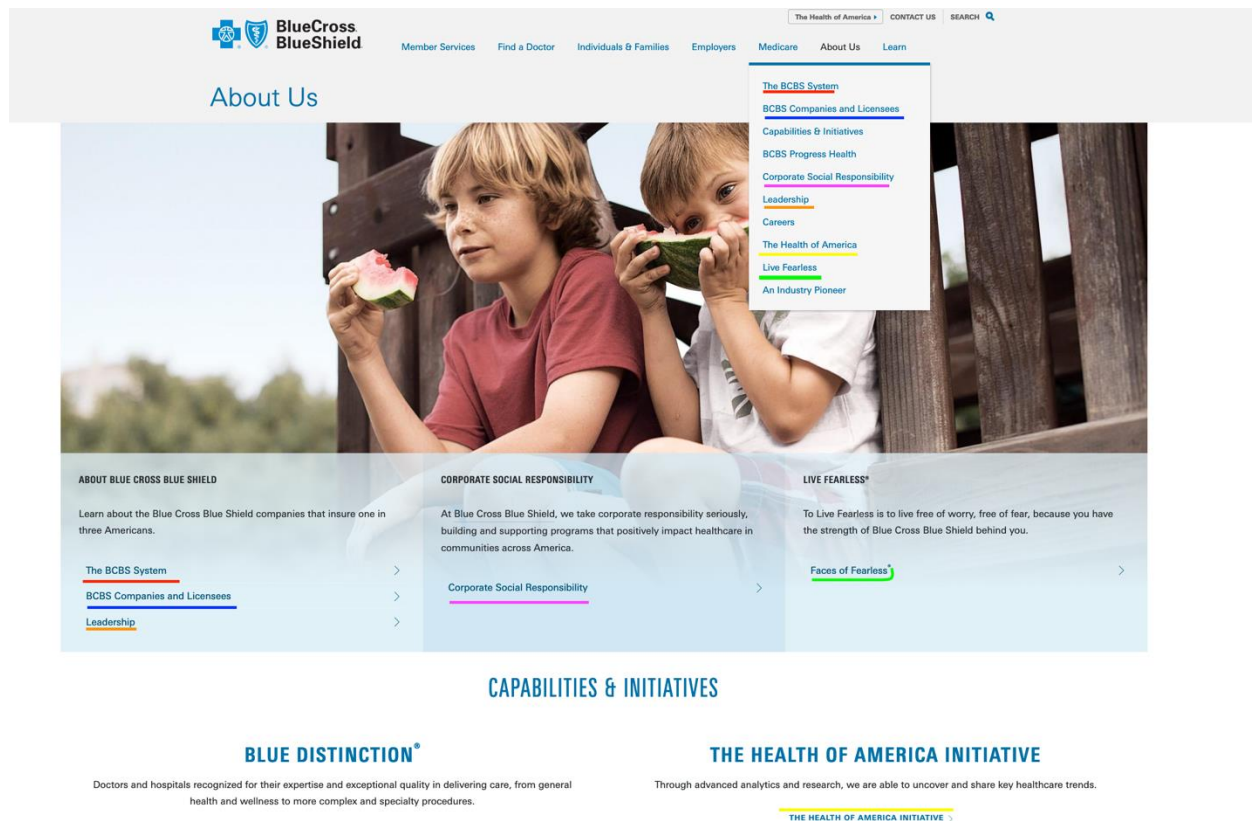 BlueCross
BlueShield
The Health of America
CONTACT US
SEARCH
Member Services
Find a Doctor
Individuals & Families
Employers
Medicare
About Us
Learn
About Us
The BCBS System
BCBS Companies and Licensees
Capabilities & Initiatives
BCBS Progress Health
Corporate Social Responsibility
Leadership
Careers
The Health of America
Live Fearless
An Industry Pioneer
ABOUT BLUE CROSS BLUE SHIELD
Learn about the Blue Cross Blue Shield companies that insure one in
three Americans.
The BCBS System
BCBS Companies and Licensees
Leadership
CORPORATE SOCIAL RESPONSIBILITY
At Blue Cross Blue Shield, we take corporate responsibility seriously,
building and supporting programs that positively impact healthcare in
communities across America.
Corporate Social Responsibility
LIVE FEARLESS®
To Live Fearless is to live free of worry, free of fear, because you have
the strength of Blue Cross Blue Shield behind you.
Faces of Fearless®
CAPABILITIES & INITIATIVES
BLUE DISTINCTION®
Doctors and hospitals recognized for their expertise and exceptional quality in delivering care, from general
health and wellness to more complex and specialty procedures.
THE HEALTH OF AMERICA INITIATIVE
Through advanced analytics and research, we are able to uncover and share key healthcare trends.
THE HEALTH OF AMERICA INITIATIVE